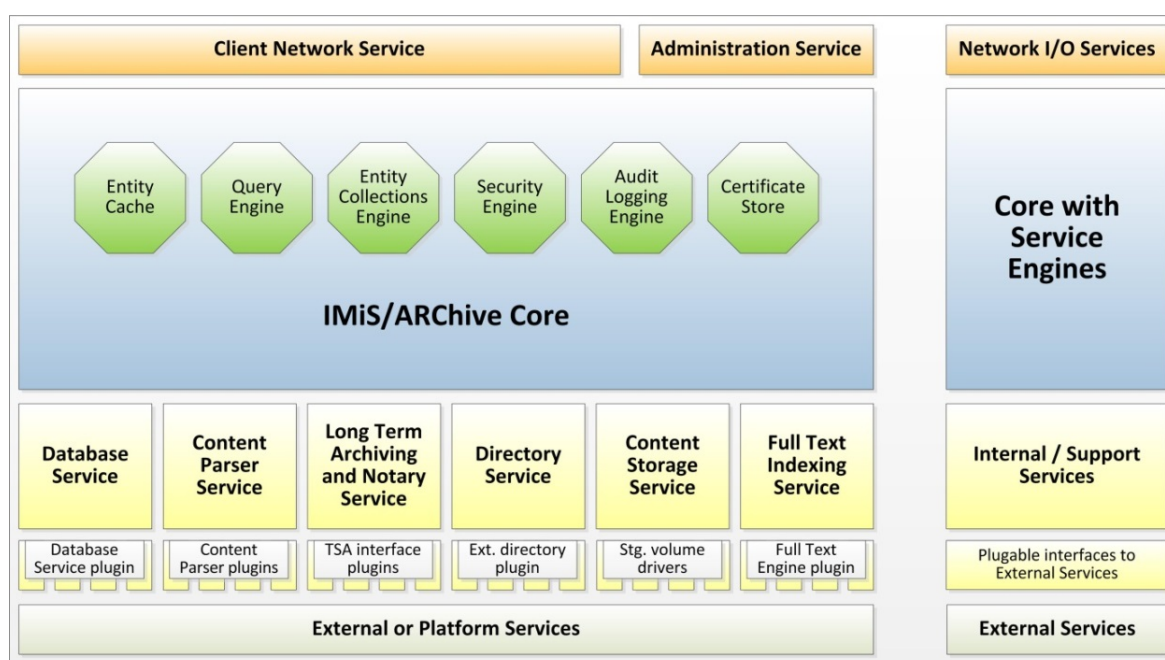 Client Network Service
Administration Service
Network I/O Services
Entity
Cache
Query
Engine
Entity
Collections
Engine
Security
Engine
Audit
Logging
Engine
Certificate
Store
IMiS/ARChive Core
Core with
Service
Engines
Database
Service
Content
Parser
Service
Long Term
Archiving
and Notary
Service
Directory
Service
Content
Storage
Service
Full Text
Indexing
Service
Internal / Support
Services
Database
Service plugin
Content
Parser plugins
TSA interface
plugins
Ext. directory
plugin
Stg. volume
drivers
Full Text
Engine plugin
Plugable interfaces to
External Services
External or Platform Services
External Services